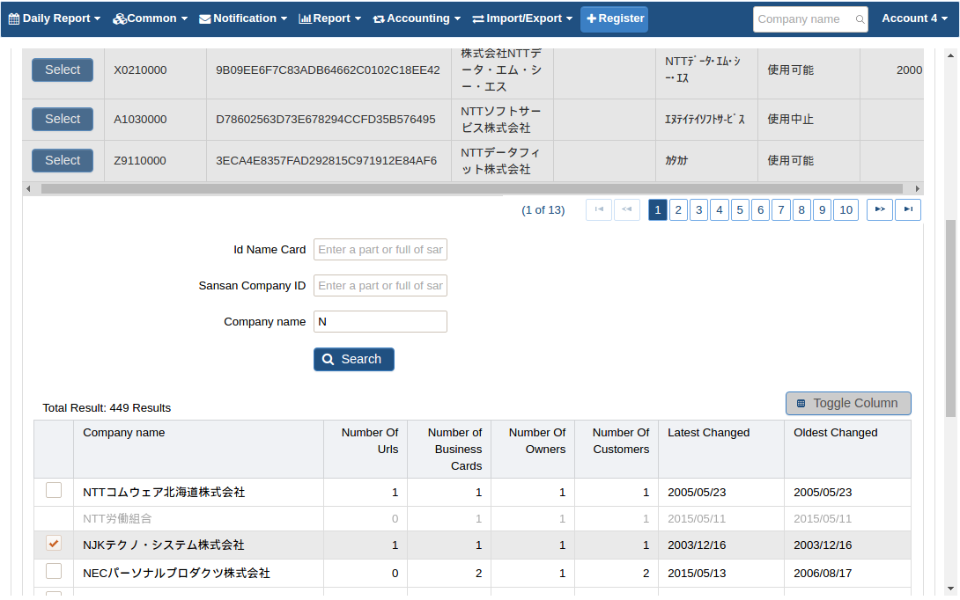 Daily Report Common Notification Report Accounting Import/Export Register Company name Account 4
Select X0210000 9B09EE6F7C83ADB64662C0102C18EE42 株式会社NTTデータ・エム・シー・エス NTTﾃﾞｰﾀ･ｴﾑ･ｼｰ･ｴｽ 使用可能 2000
Select A1030000 D78602563D73E678294CCFD35B576495 NTTソフトサービス株式会社 ｴﾇﾃｲﾃｲｿﾌﾄｻｰﾋﾞｽ 使用中止
Select Z9110000 3ECA4E8357FAD292815C971912E84AF6 NTTデータフィット株式会社 ｶﾀｶﾅ 使用可能
(1 of 13) 1 2 3 4 5 6 7 8 9 10
Id Name Card Enter a part or full of sar
Sansan Company ID Enter a part or full of sar
Company name N
Search
Total Result: 449 Results Toggle Column
Company name Number Of Urls Number of Business Cards Number Of Owners Number Of Customers Latest Changed Oldest Changed
NTTコムウェア北海道株式会社 1 1 1 1 2005/05/23 2005/05/23
NTT労働組合 0 1 1 1 2015/05/11 2015/05/11
NJKテクノ・システム株式会社 1 1 1 1 2003/12/16 2003/12/16
NECパーソナルプロダクツ株式会社 0 2 1 2 2015/05/13 2006/08/17